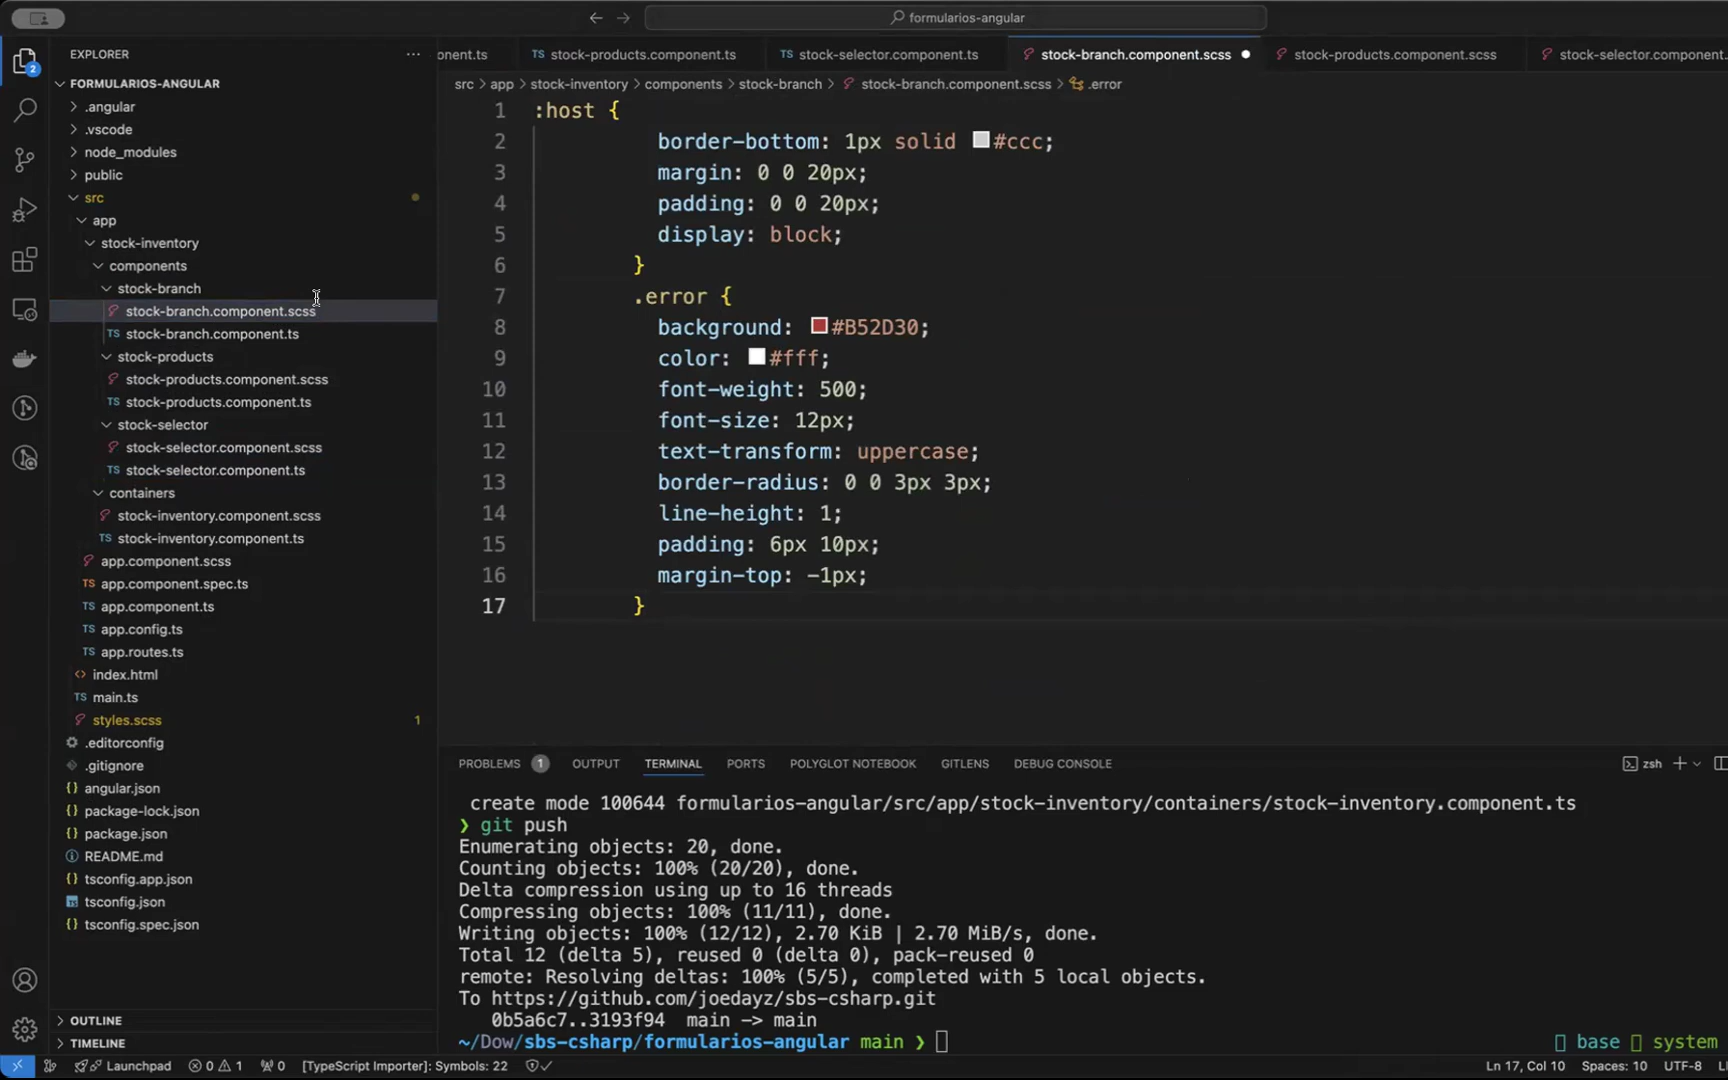 formularios-angular
EXPLORER
FORMULARIOS-ANGULAR
.angular
.vscode
node_modules
public
src
app
stock-inventory
components
stock-branch
stock-branch.component.scss
stock-branch.component.ts
stock-products
stock-products.component.scss
stock-products.component.ts
stock-selector
stock-selector.component.scss
stock-selector.component.ts
containers
stock-inventory.component.scss
stock-inventory.component.ts
app.component.scss
app.component.spec.ts
app.component.ts
app.config.ts
app.routes.ts
index.html
main.ts
styles.scss 1
.editorconfig
.gitignore
angular.json
package-lock.json
package.json
README.md
tsconfig.app.json
tsconfig.json
tsconfig.spec.json
OUTLINE
TIMELINE
2
onent.ts stock-products.component.ts stock-selector.component.ts stock-branch.component.scss stock-products.component.scss stock-selector.component.
src > app > stock-inventory > components > stock-branch > stock-branch.component.scss > .error
1 :host {
2 border-bottom: 1px solid #ccc;
3 margin: 0 0 20px;
4 padding: 0 0 20px;
5 display: block;
6 }
7 .error {
8 background: #B52D30;
9 color: #fff;
10 font-weight: 500;
11 font-size: 12px;
12 text-transform: uppercase;
13 border-radius: 0 0 3px 3px;
14 line-height: 1;
15 padding: 6px 10px;
16 margin-top: -1px;
17 }
PROBLEMS 1 OUTPUT TERMINAL PORTS POLYGLOT NOTEBOOK GITLENS DEBUG CONSOLE zsh
create mode 100644 formularios-angular/src/app/stock-inventory/containers/stock-inventory.component.ts
❯ git push
Enumerating objects: 20, done.
Counting objects: 100% (20/20), done.
Delta compression using up to 16 threads
Compressing objects: 100% (11/11), done.
Writing objects: 100% (12/12), 2.70 KiB | 2.70 MiB/s, done.
Total 12 (delta 5), reused 0 (delta 0), pack-reused 0
remote: Resolving deltas: 100% (5/5), completed with 5 local objects.
To https://github.com/joedayz/sbs-csharp.git
0b5a6c7..3193f94 main -> main
~/Dow/sbs-csharp/formularios-angular main ❯ base system
Launchpad 0 1 0 [TypeScript Importer]: Symbols: 22 Ln 17, Col 10 Spaces: 10 UTF-8